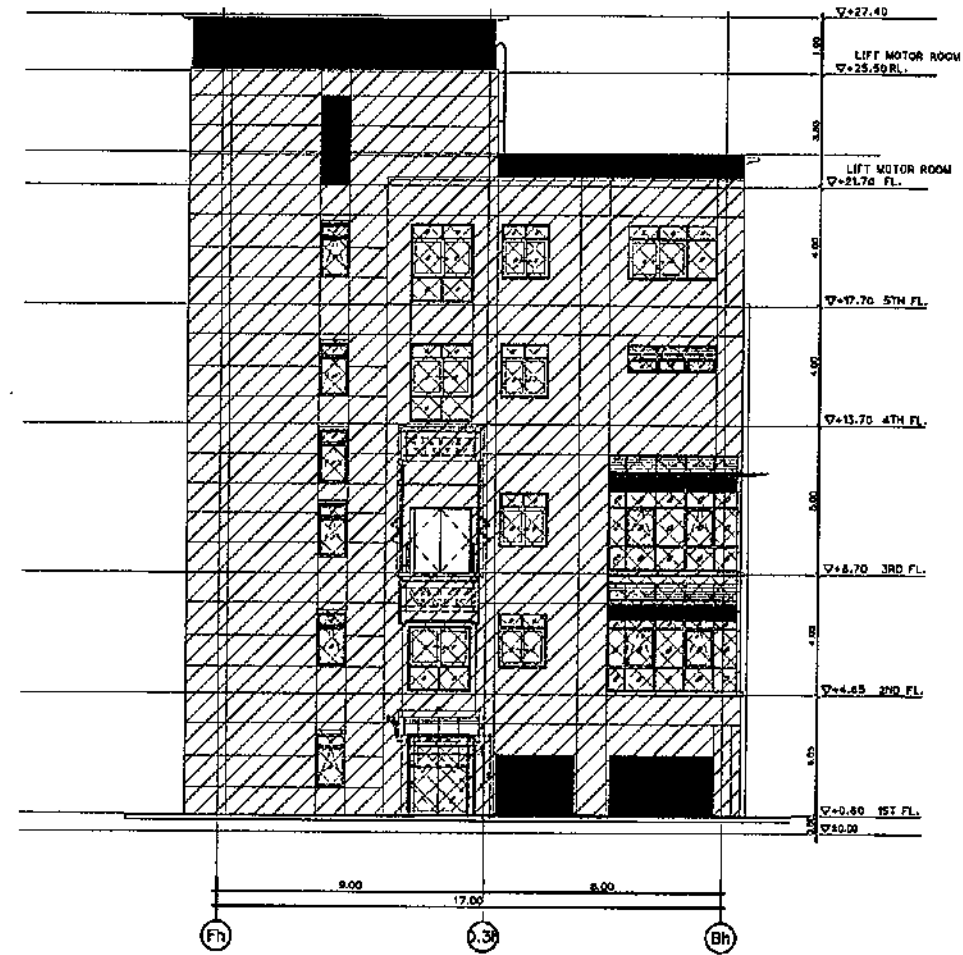 ▽+27.40
1.90
LIFT MOTOR ROOM
▽+25.50 RL.
3.80
LIFT MOTOR ROOM
▽+21.70 FL.
4.00
▽+17.70 5TH FL.
4.00
▽+13.70 4TH FL.
5.00
▽+8.70 3RD FL.
▽+4.65 2ND FL.
▽+0.60 1ST FL.
▽±0.00
9.00
8.00
17.00
Fh
Bh